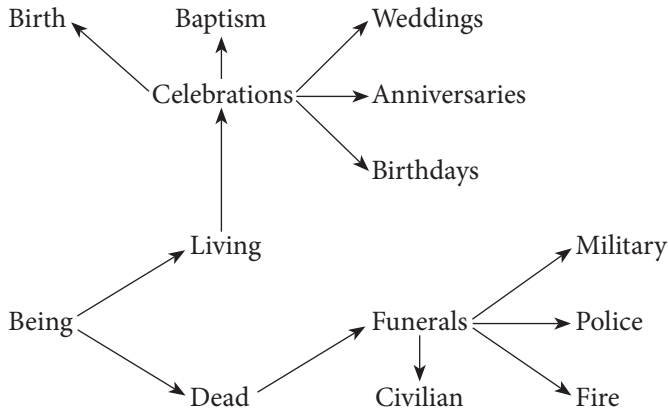 Birth
Baptism
Weddings
Celebrations
Anniversaries
Birthdays
Living
Military
Being
Funerals
Police
Dead
Civilian
Fire